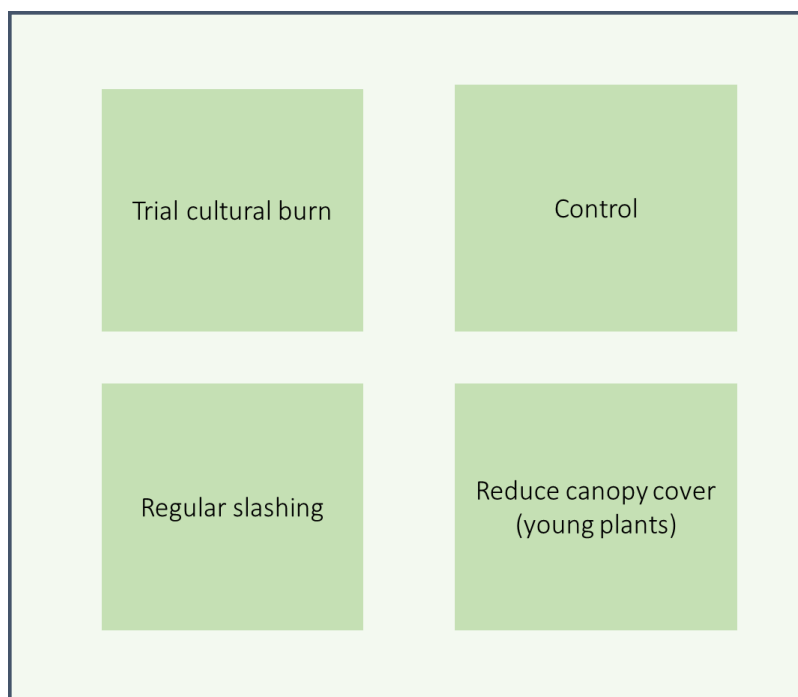 Trial cultural burn
Control
Regular slashing
Reduce canopy cover
(young plants)